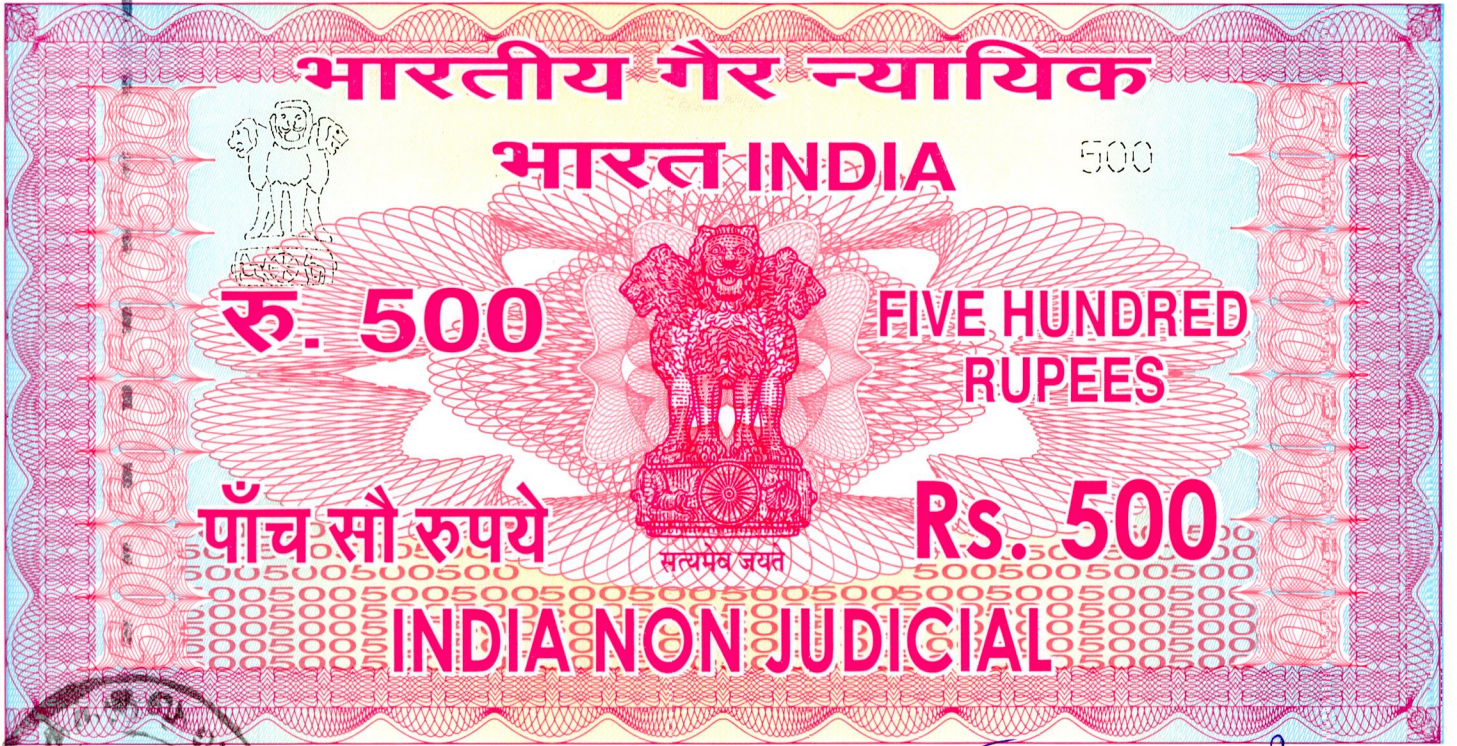 भारतीय गैर न्यायिक
भारत INDIA
500
रु. 500
FIVE HUNDRED
RUPEES
पाँच सौ रुपये
Rs. 500
सत्यमेव जयते
INDIA NON JUDICIAL